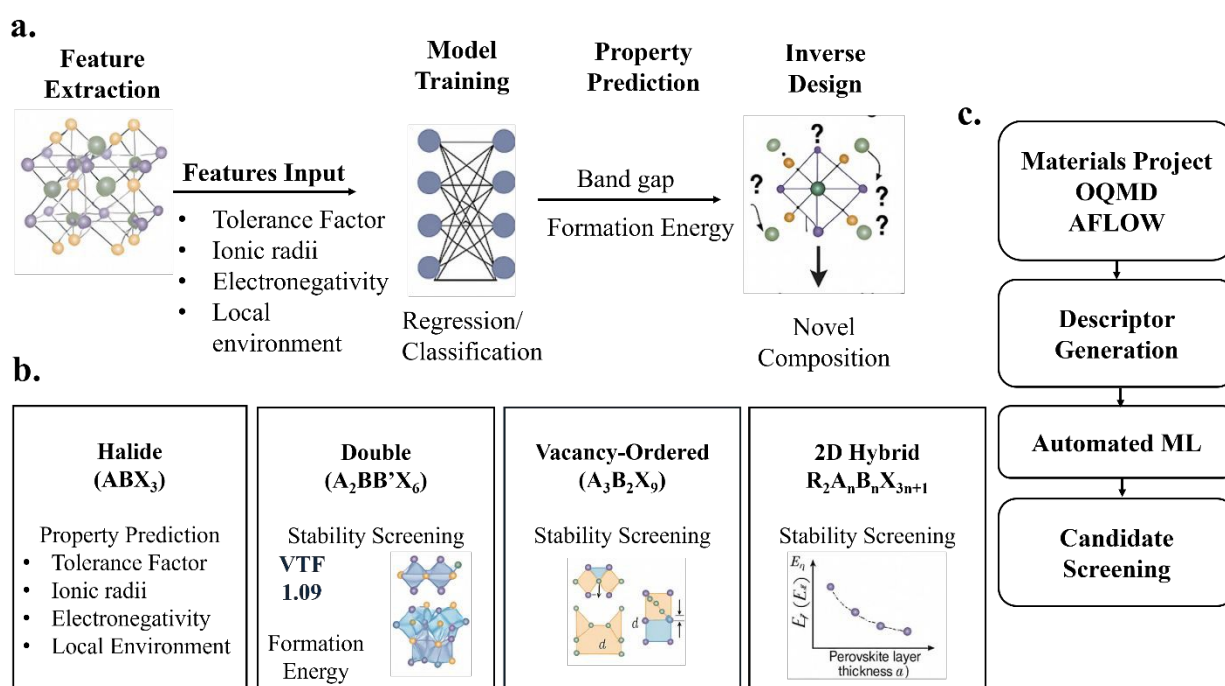 a.
Feature
Extraction
Features Input
• Tolerance Factor
• Ionic radii
• Electronegativity
• Local
environment
Model
Training
Regression/
Classification
Property
Prediction
Band gap
Formation Energy
Inverse
Design
? ? ? ? ?
Novel
Composition
b.
Halide
(ABX₃)
Property Prediction
• Tolerance Factor
• Ionic radii
• Electronegativity
• Local Environment
Double
(A₂BB’X₆)
Stability Screening
VTF
1.09
Formation
Energy
Vacancy-Ordered
(A₃B₂X₉)
Stability Screening
d
d
2D Hybrid
R₂AₙBₙX₃ₙ₊₁
Stability Screening
Eη
E_f (Ex)
Perovskite layer
thickness a)
c.
Materials Project
OQMD
AFLOW
Descriptor
Generation
Automated ML
Candidate
Screening